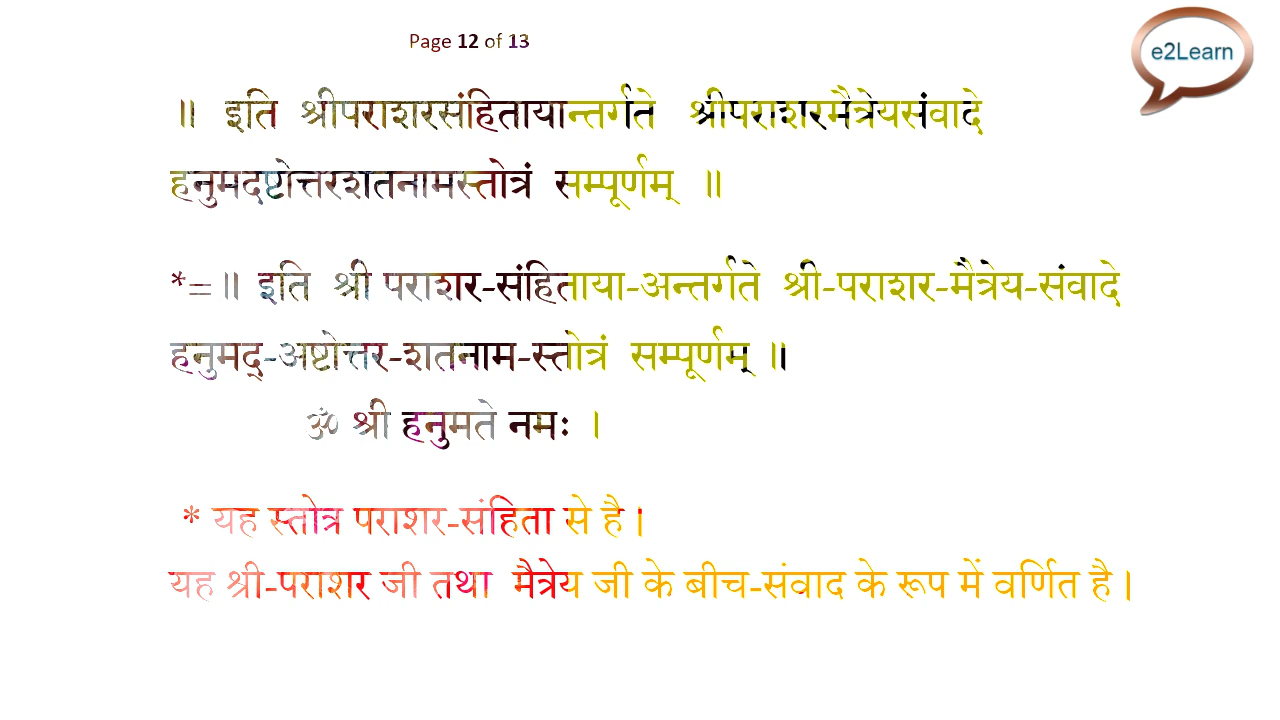 Page 12 of 13
e2Learn
॥ इति श्रीपराशरसंहितायान्तर्गते श्रीपराशरमैत्रेयसंवादे
हनुमदष्टोत्तरशतनामस्तोत्रं सम्पूर्णम् ॥
*=॥ इति श्री पराशर-संहिताया-अन्तर्गते श्री-पराशर-मैत्रेय-संवादे
हनुमद्-अष्टोत्तर-शतनाम-स्तोत्रं सम्पूर्णम् ॥
ॐ श्री हनुमते नमः ।
* यह स्तोत्र पराशर-संहिता से है ।
यह श्री-पराशर जी तथा मैत्रेय जी के बीच-संवाद के रूप में वर्णित है ।